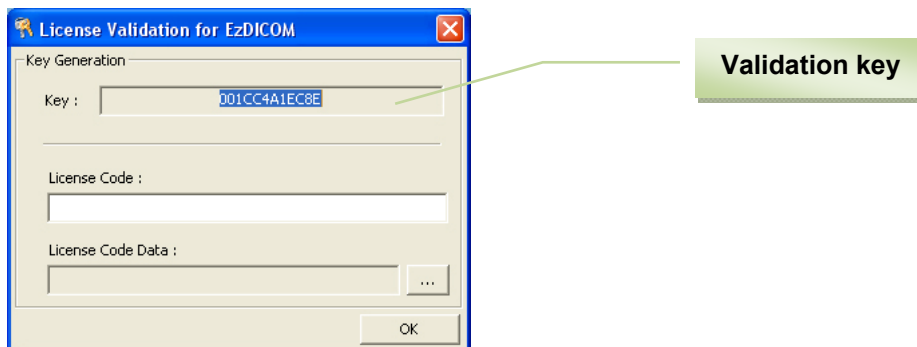 License Validation for EzDICOM
Key Generation
Validation key
Key :
001CC4A1EC8E
License Code :
License Code Data :
...
OK